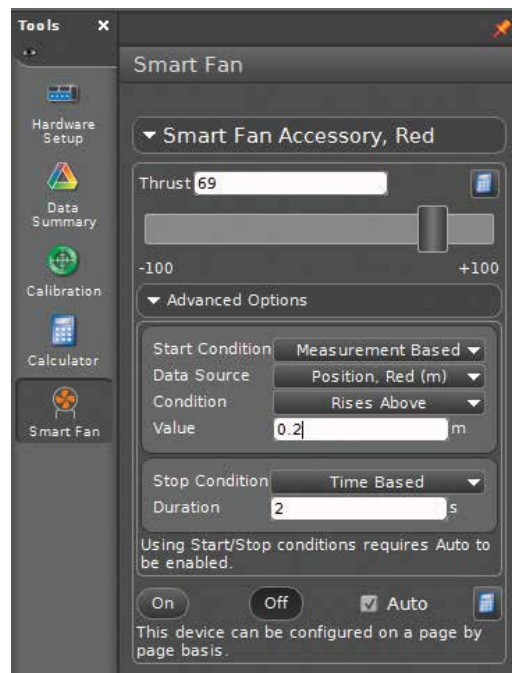 Tools x
Smart Fan
Hardware
Setup
Data
Summary
Calibration
Calculator
Smart Fan
Smart Fan Accessory, Red
Thrust 69
-100 +100
Advanced Options
Start Condition Measurement Based
Data Source Position, Red (m)
Condition Rises Above
Value 0.2 m
Stop Condition Time Based
Duration 2 s
Using Start/Stop conditions requires Auto to
be enabled.
On Off Auto
This device can be configured on a page by
page basis.